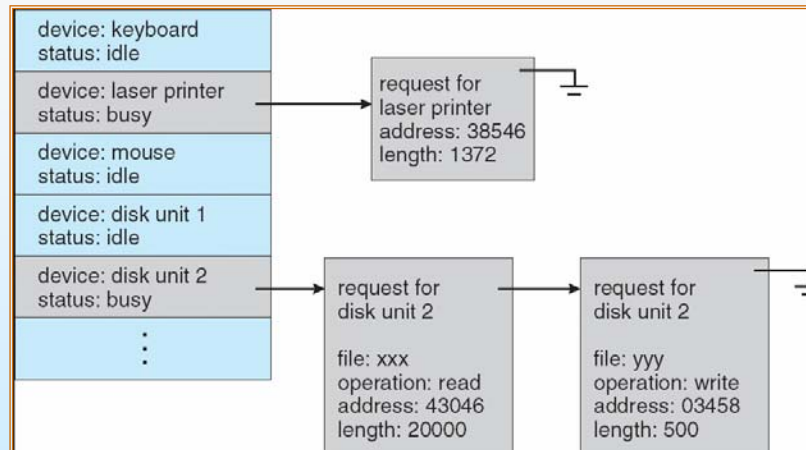 device: keyboard
status: idle
device: laser printer
status: busy
device: mouse
status: idle
device: disk unit 1
status: idle
device: disk unit 2
status: busy
request for
laser printer
address: 38546
length: 1372
request for
disk unit 2
file: xxx
operation: read
address: 43046
length: 20000
request for
disk unit 2
file: yyy
operation: write
address: 03458
length: 500